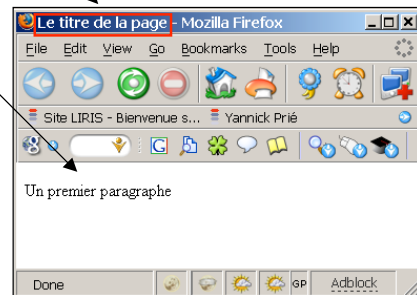 Le titre de la page - Mozilla Firefox
File Edit View Go Bookmarks Tools Help
Site LIRIS - Bienvenue s... Yannick Prié
G
Un premier paragraphe
Done GP Adblock